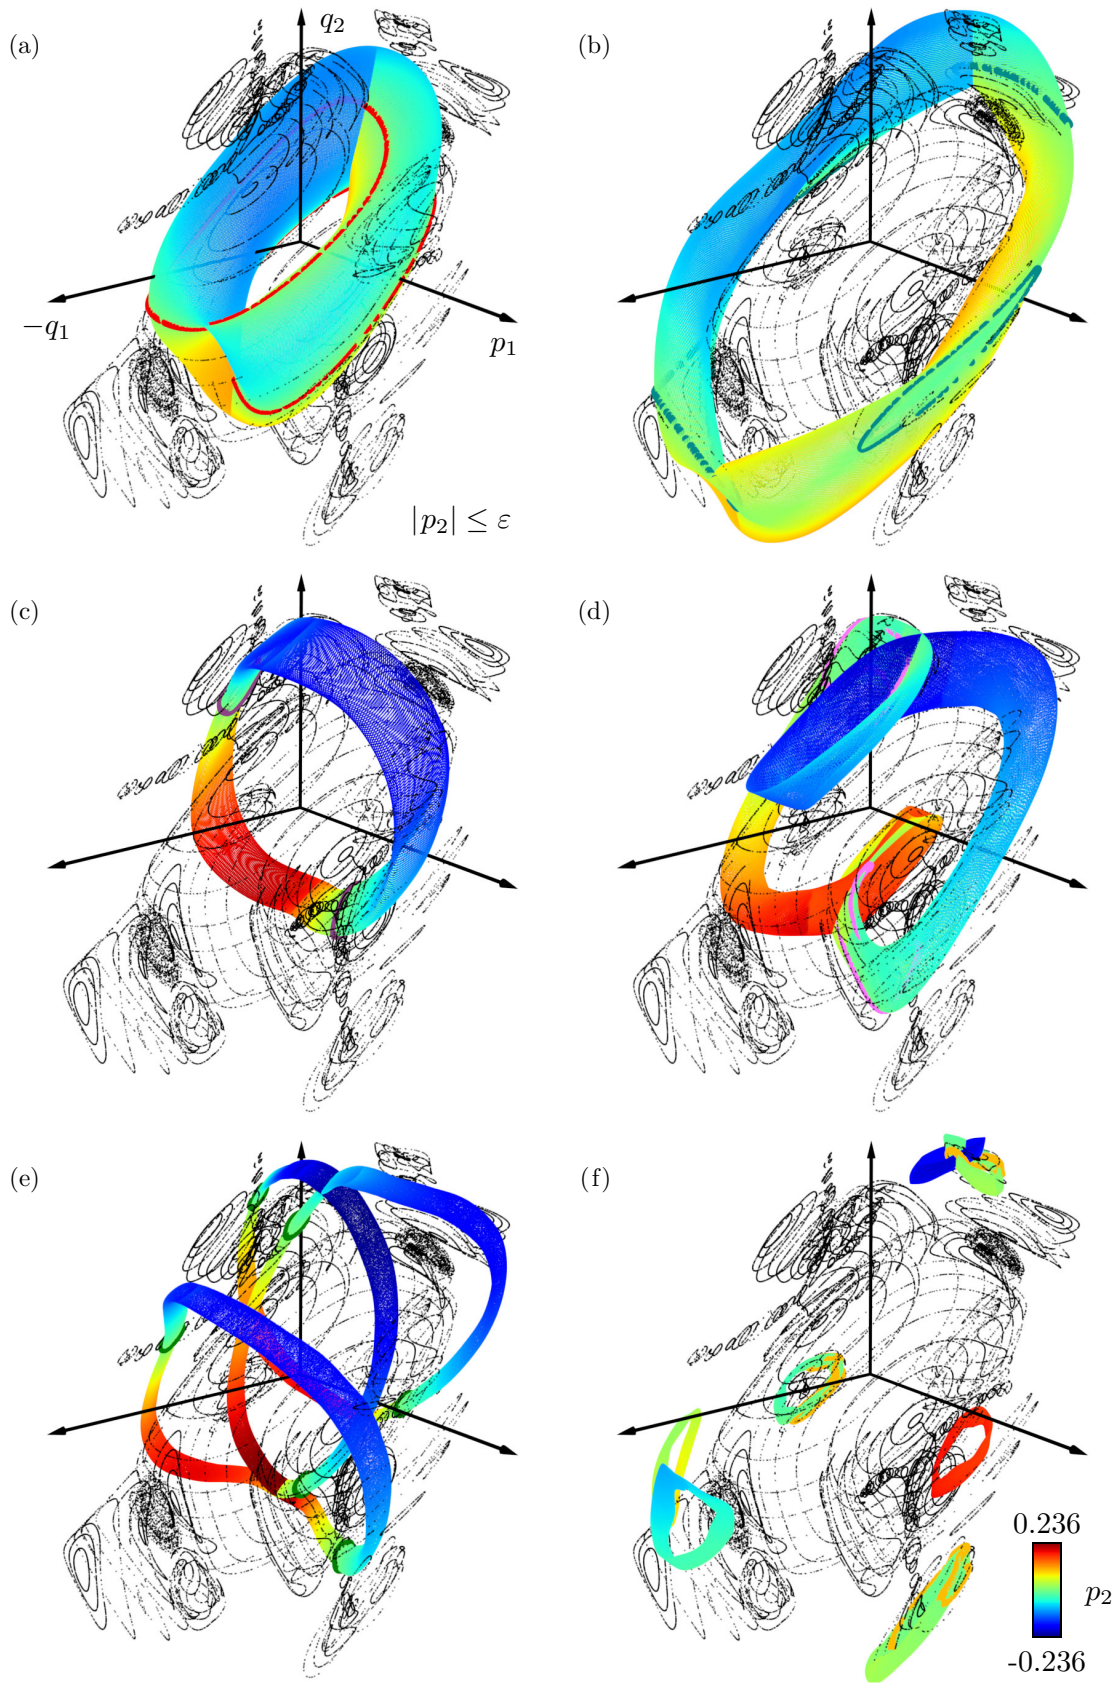 (a)
q₂
(b)
−q₁
p₁
|p₂| ≤ ε
(c)
(d)
(e)
(f)
0.236
p₂
-0.236